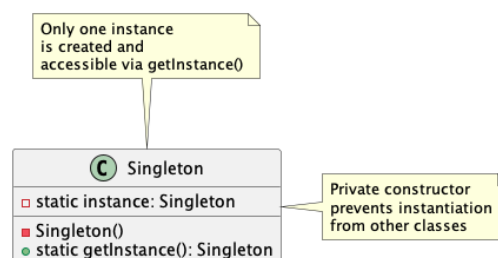 Only one instance
is created and
accessible via getInstance()
C Singleton
static instance: Singleton
Singleton()
static getInstance(): Singleton
Private constructor
prevents instantiation
from other classes